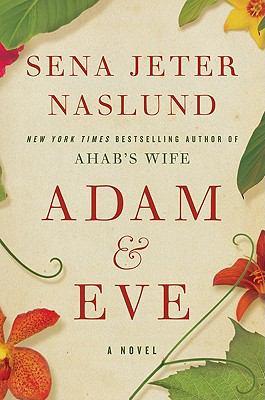 SENA JETER
NASLUND
NEW YORK TIMES BESTSELLING AUTHOR OF
AHAB'S WIFE
ADAM
&
EVE
A NOVEL